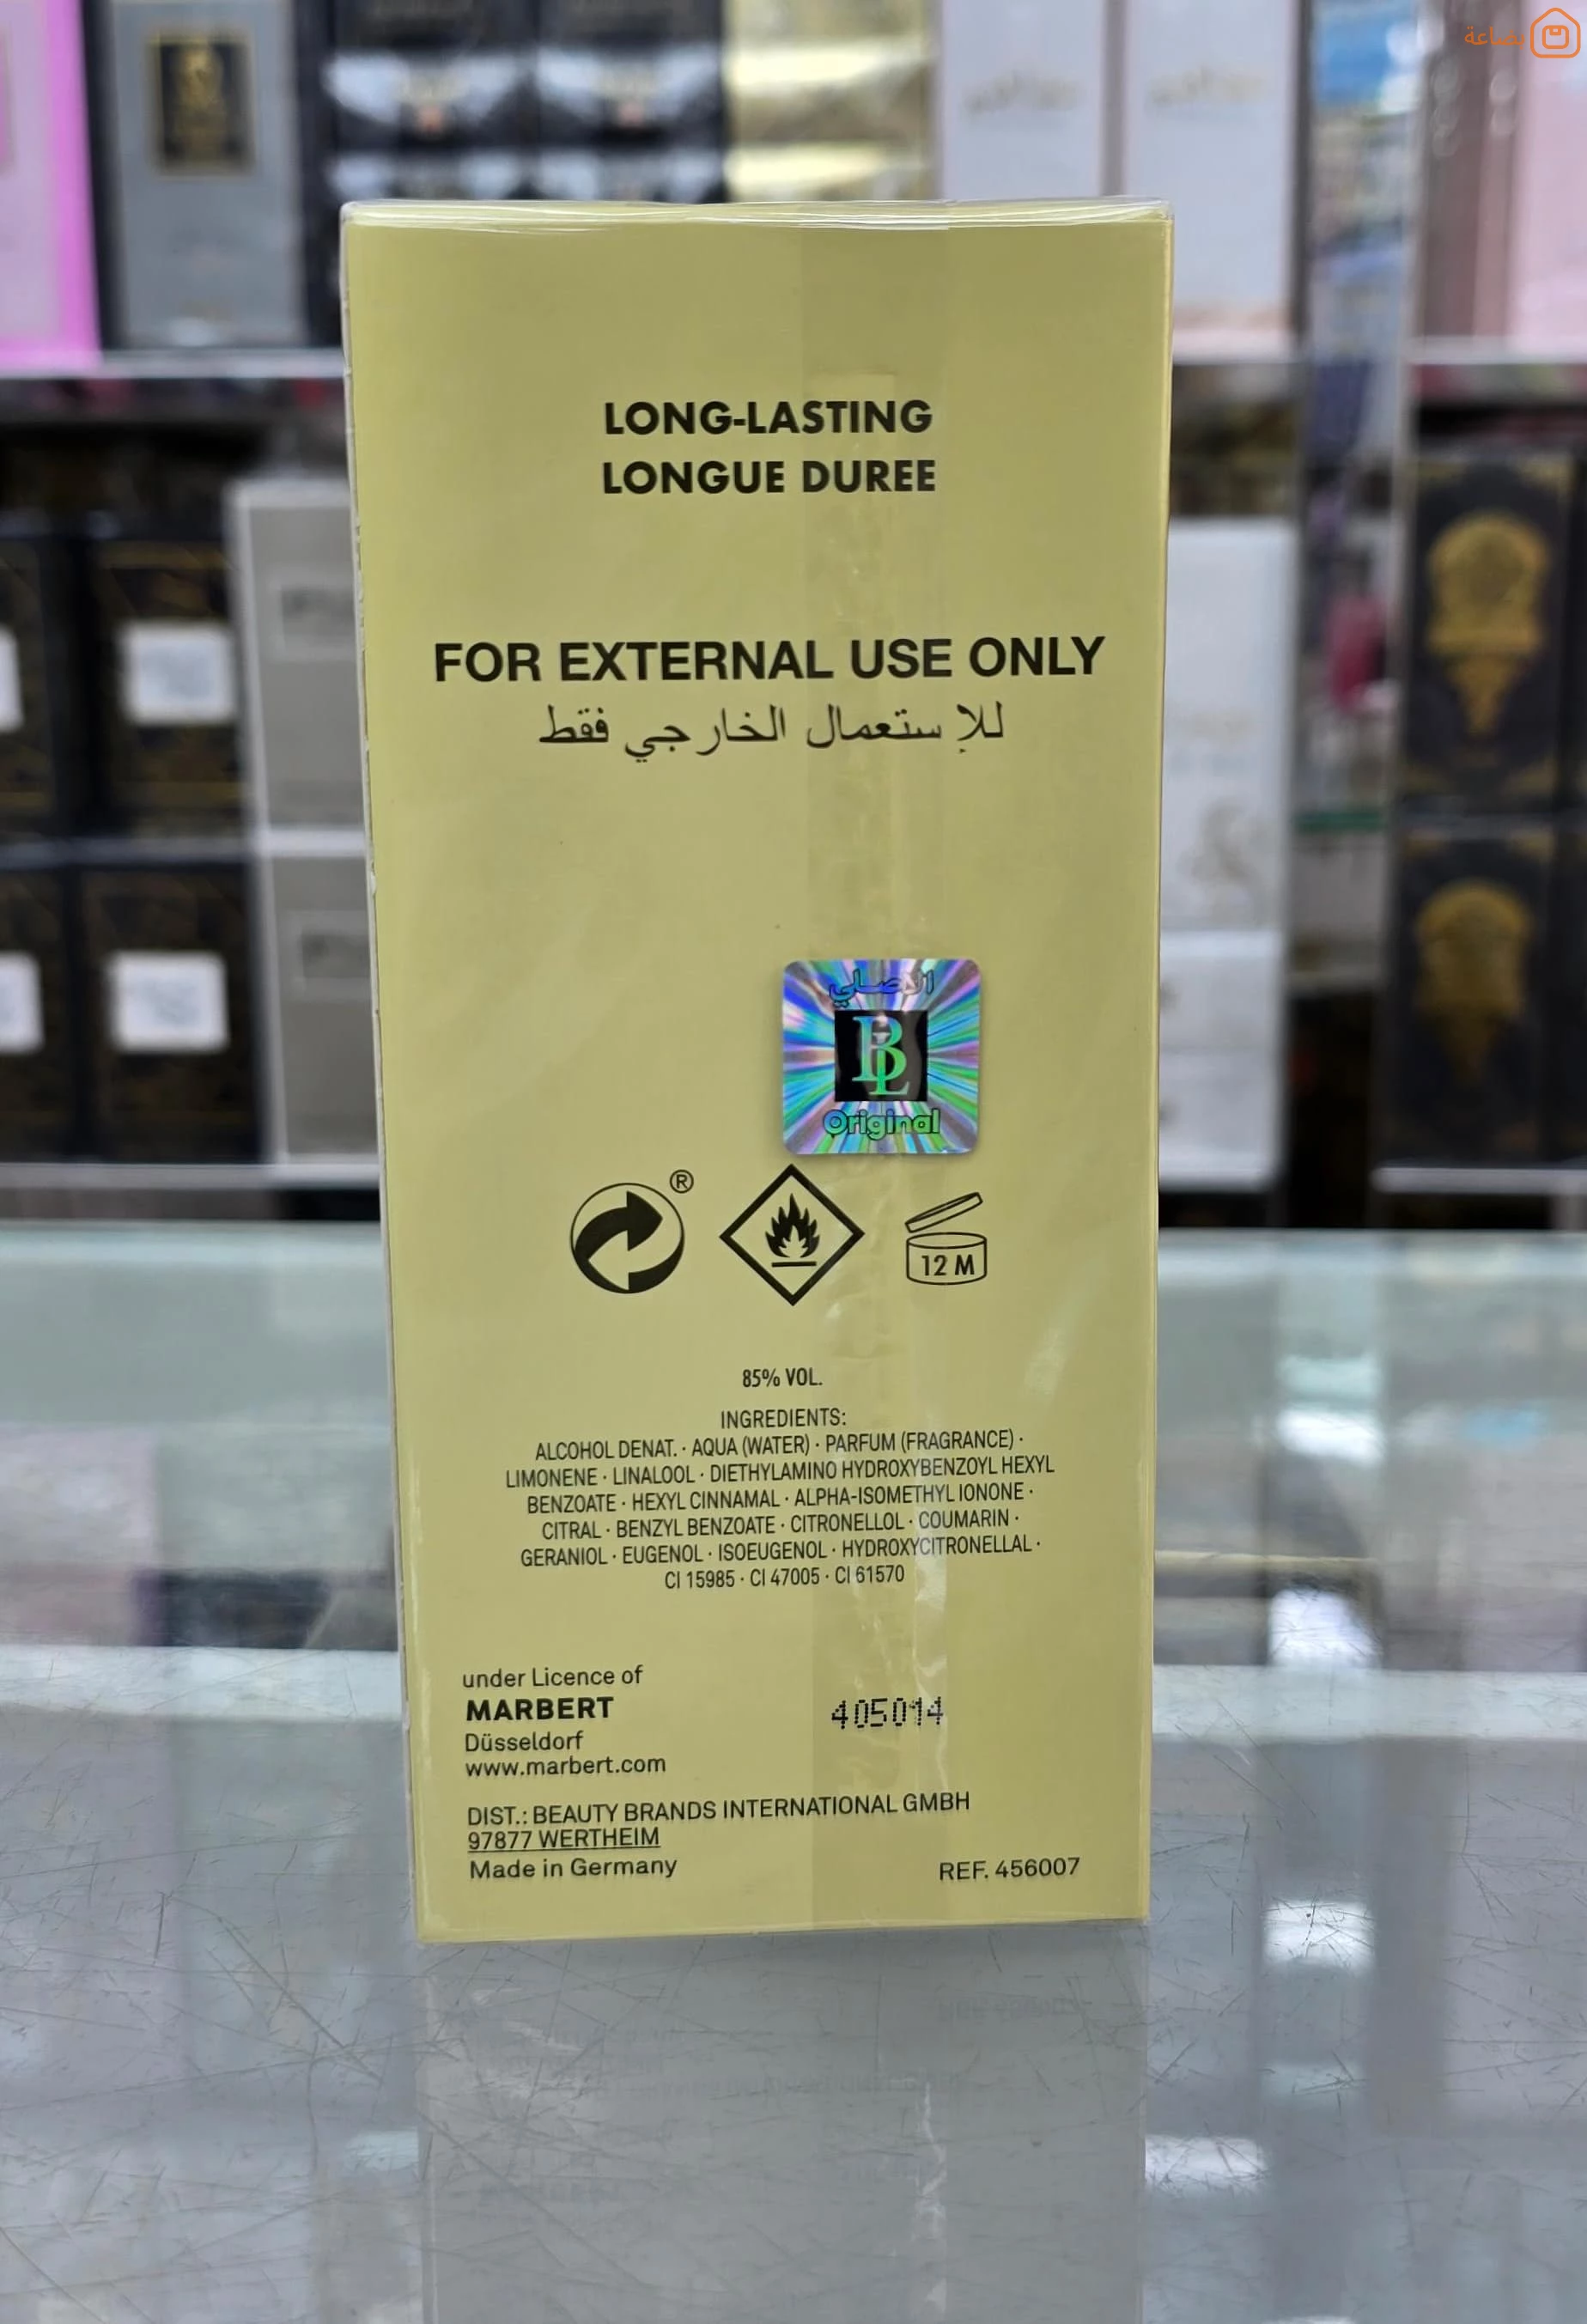 بضاعة
LONG-LASTING
LONGUE DUREE
FOR EXTERNAL USE ONLY
للإستعمال الخارجي فقط
الاصلي
BL
Original
®
12 M
85% VOL.
INGREDIENTS:
ALCOHOL DENAT. · AQUA (WATER) · PARFUM (FRAGRANCE) ·
LIMONENE · LINALOOL · DIETHYLAMINO HYDROXYBENZOYL HEXYL
BENZOATE · HEXYL CINNAMAL · ALPHA-ISOMETHYL IONONE ·
CITRAL · BENZYL BENZOATE · CITRONELLOL · COUMARIN ·
GERANIOL · EUGENOL · ISOEUGENOL · HYDROXYCITRONELLAL ·
CI 15985 · CI 47005 · CI 61570
under Licence of
MARBERT
405014
Düsseldorf
www.marbert.com
DIST.: BEAUTY BRANDS INTERNATIONAL GMBH
97877 WERTHEIM
Made in Germany
REF. 456007